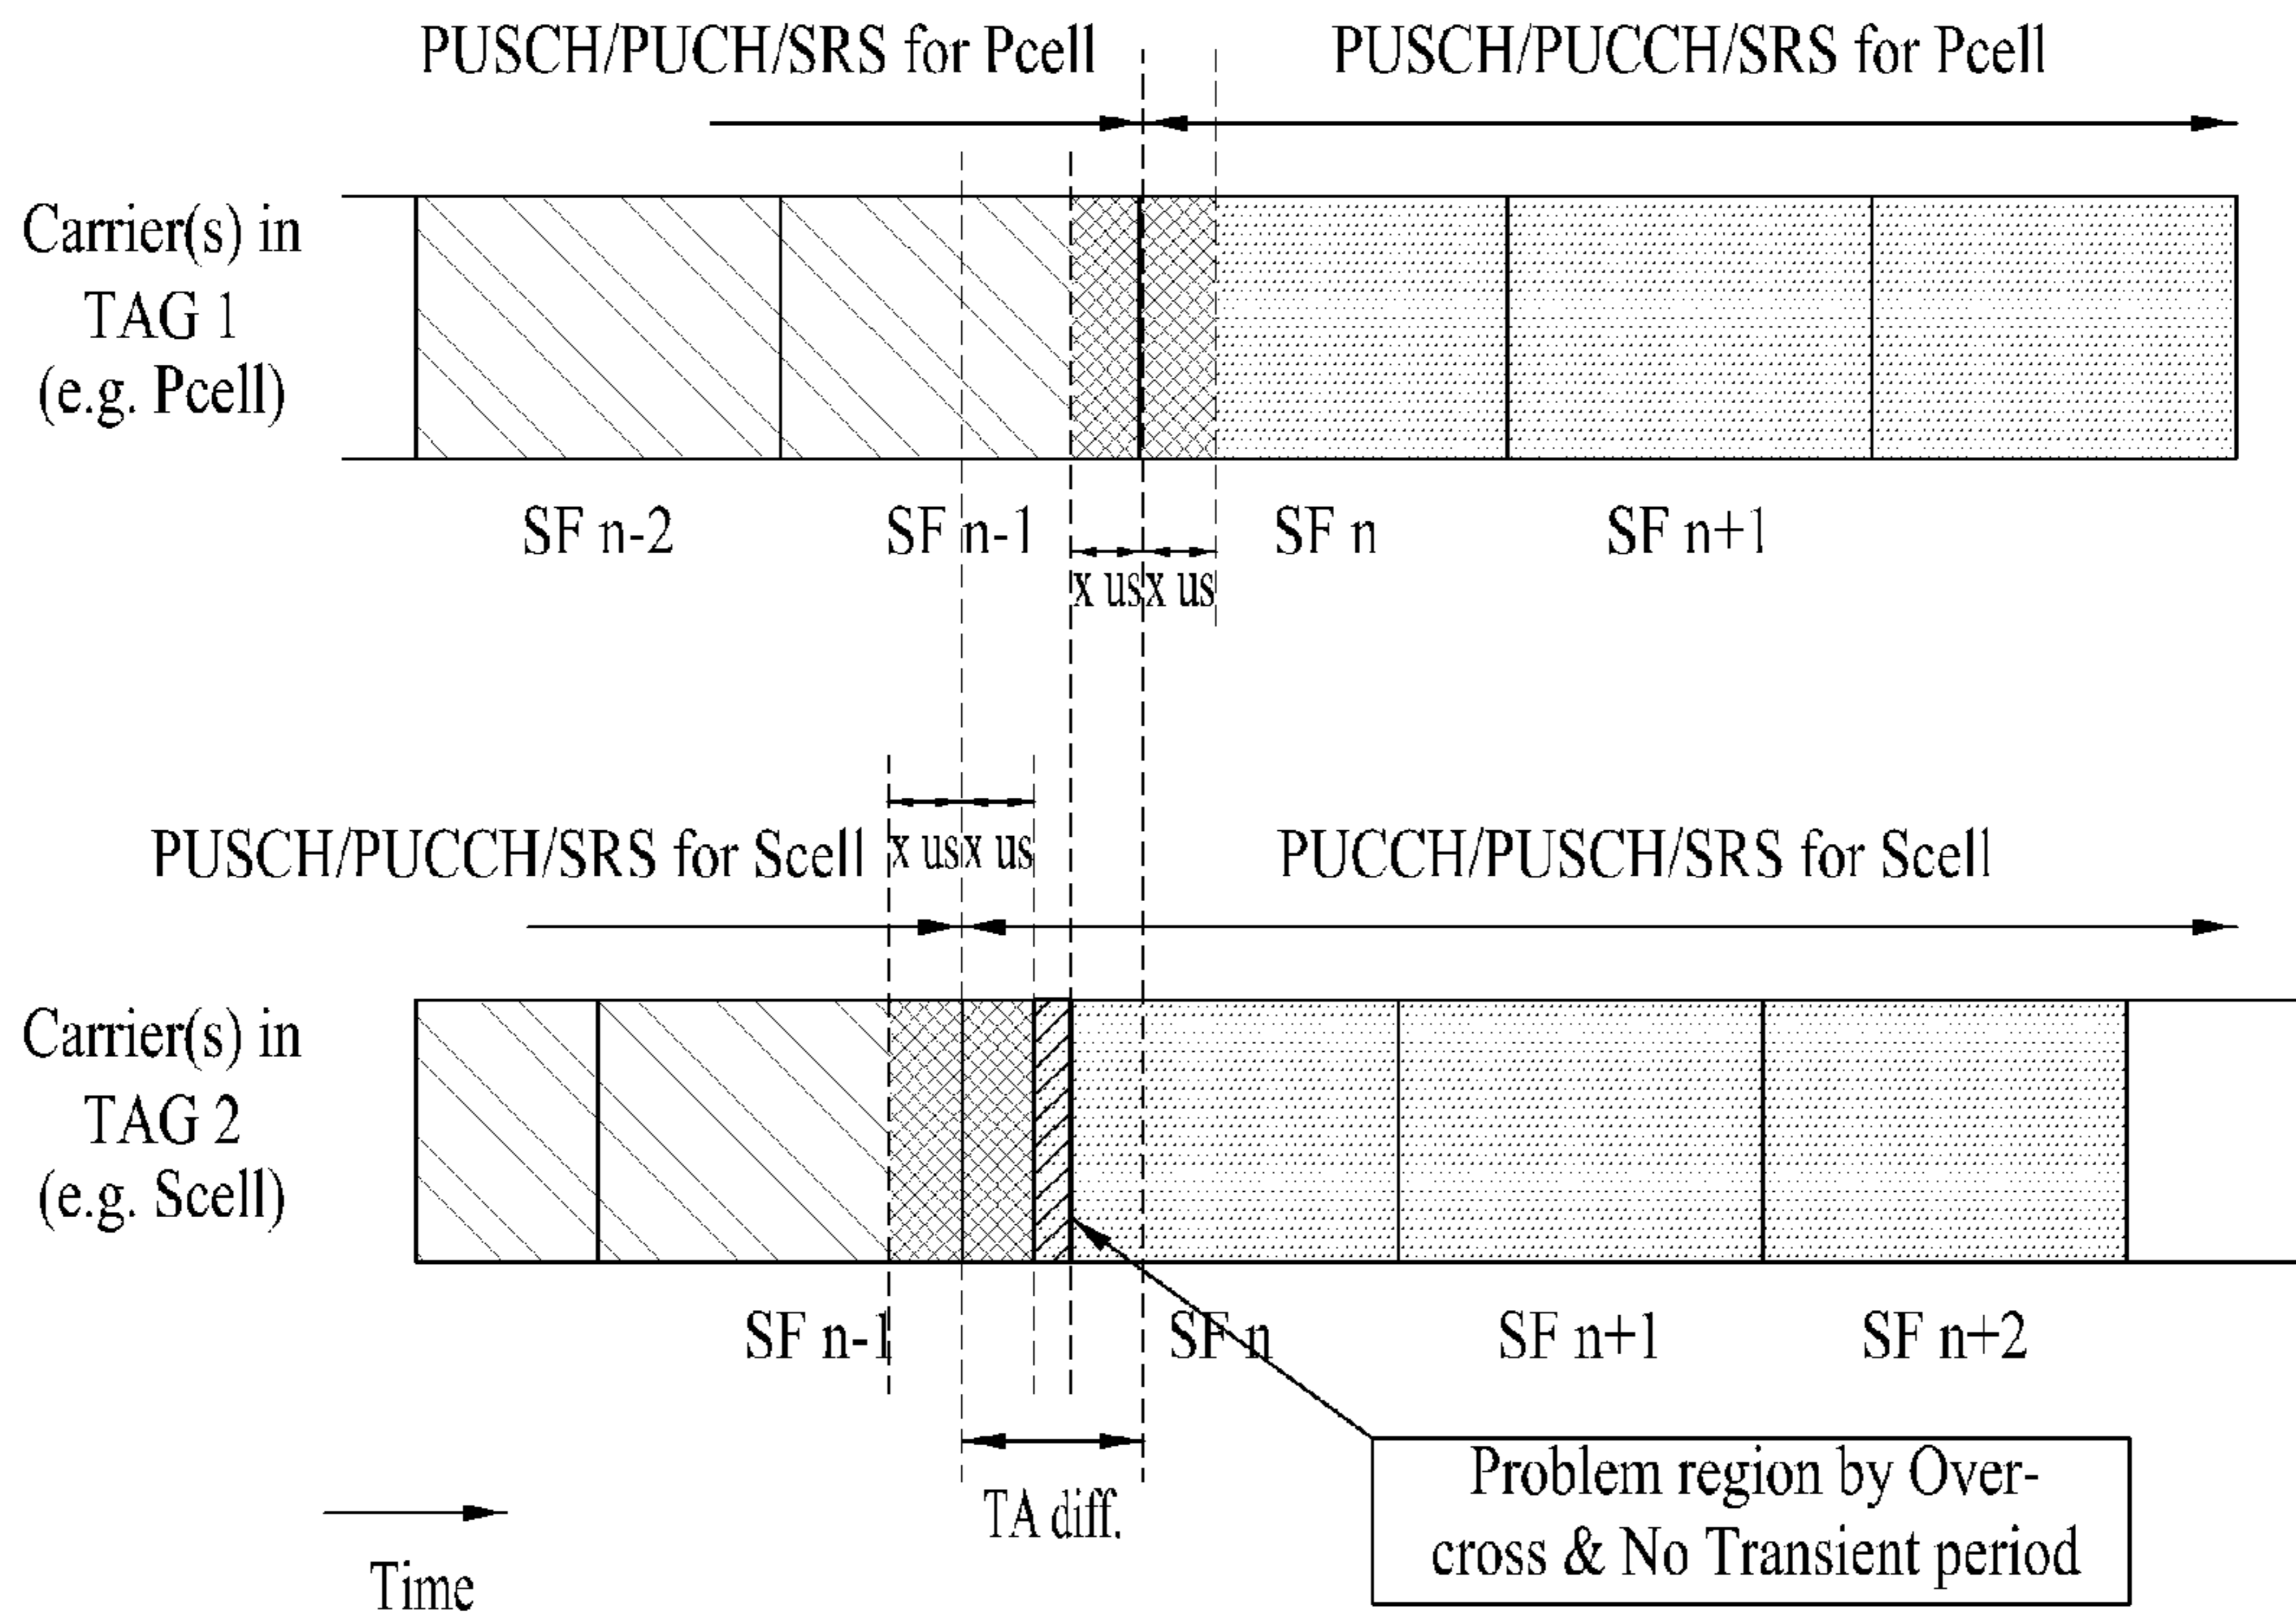 PUSCH/PUCH/SRS for Pcell
PUSCH/PUCCH/SRS for Pcell
Carrier(s) in
TAG 1
(e.g. Pcell)
SF n-2
SF n-1
SF n
SF n+1
x us
x us
x us
x us
PUSCH/PUCCH/SRS for Scell
PUCCH/PUSCH/SRS for Scell
Carrier(s) in
TAG 2
(e.g. Scell)
SF n-1
SF n
SF n+1
SF n+2
TA diff.
Time
Problem region by Over-
cross & No Transient period